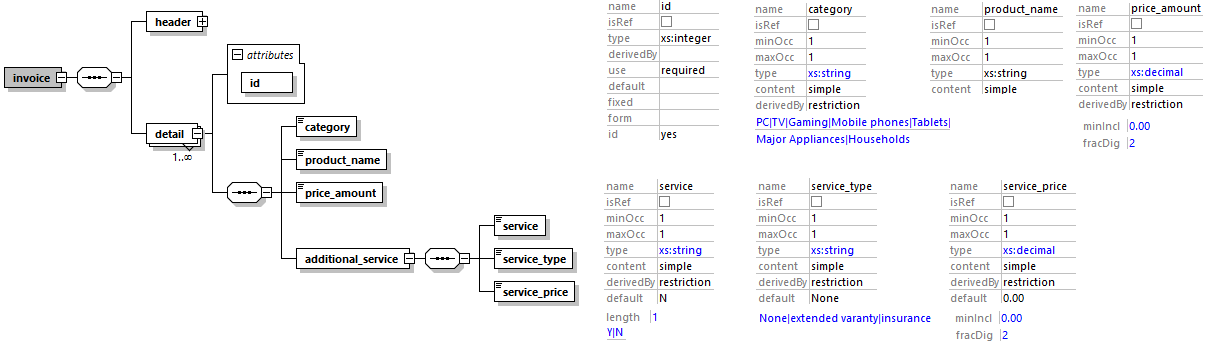 invoice
header
attributes
id
detail
1..∞
category
product_name
price_amount
additional_service
service
service_type
service_price
name id
isRef
type xs:integer
derivedBy
use required
default
fixed
form
id yes
name category
isRef
minOcc 1
maxOcc 1
type xs:string
content simple
derivedBy restriction
PC|TV|Gaming|Mobile phones|Tablets|
Major Appliances|Households
name product_name
isRef
minOcc 1
maxOcc 1
type xs:string
content simple
name price_amount
isRef
minOcc 1
maxOcc 1
type xs:decimal
content simple
derivedBy restriction
minIncl 0.00
fracDig 2
name service
isRef
minOcc 1
maxOcc 1
type xs:string
content simple
derivedBy restriction
default N
length 1
Y|N
name service_type
isRef
minOcc 1
maxOcc 1
type xs:string
content simple
derivedBy restriction
default None
None|extended varanty|insurance
name service_price
isRef
minOcc 1
maxOcc 1
type xs:decimal
content simple
derivedBy restriction
default 0.00
minIncl 0.00
fracDig 2